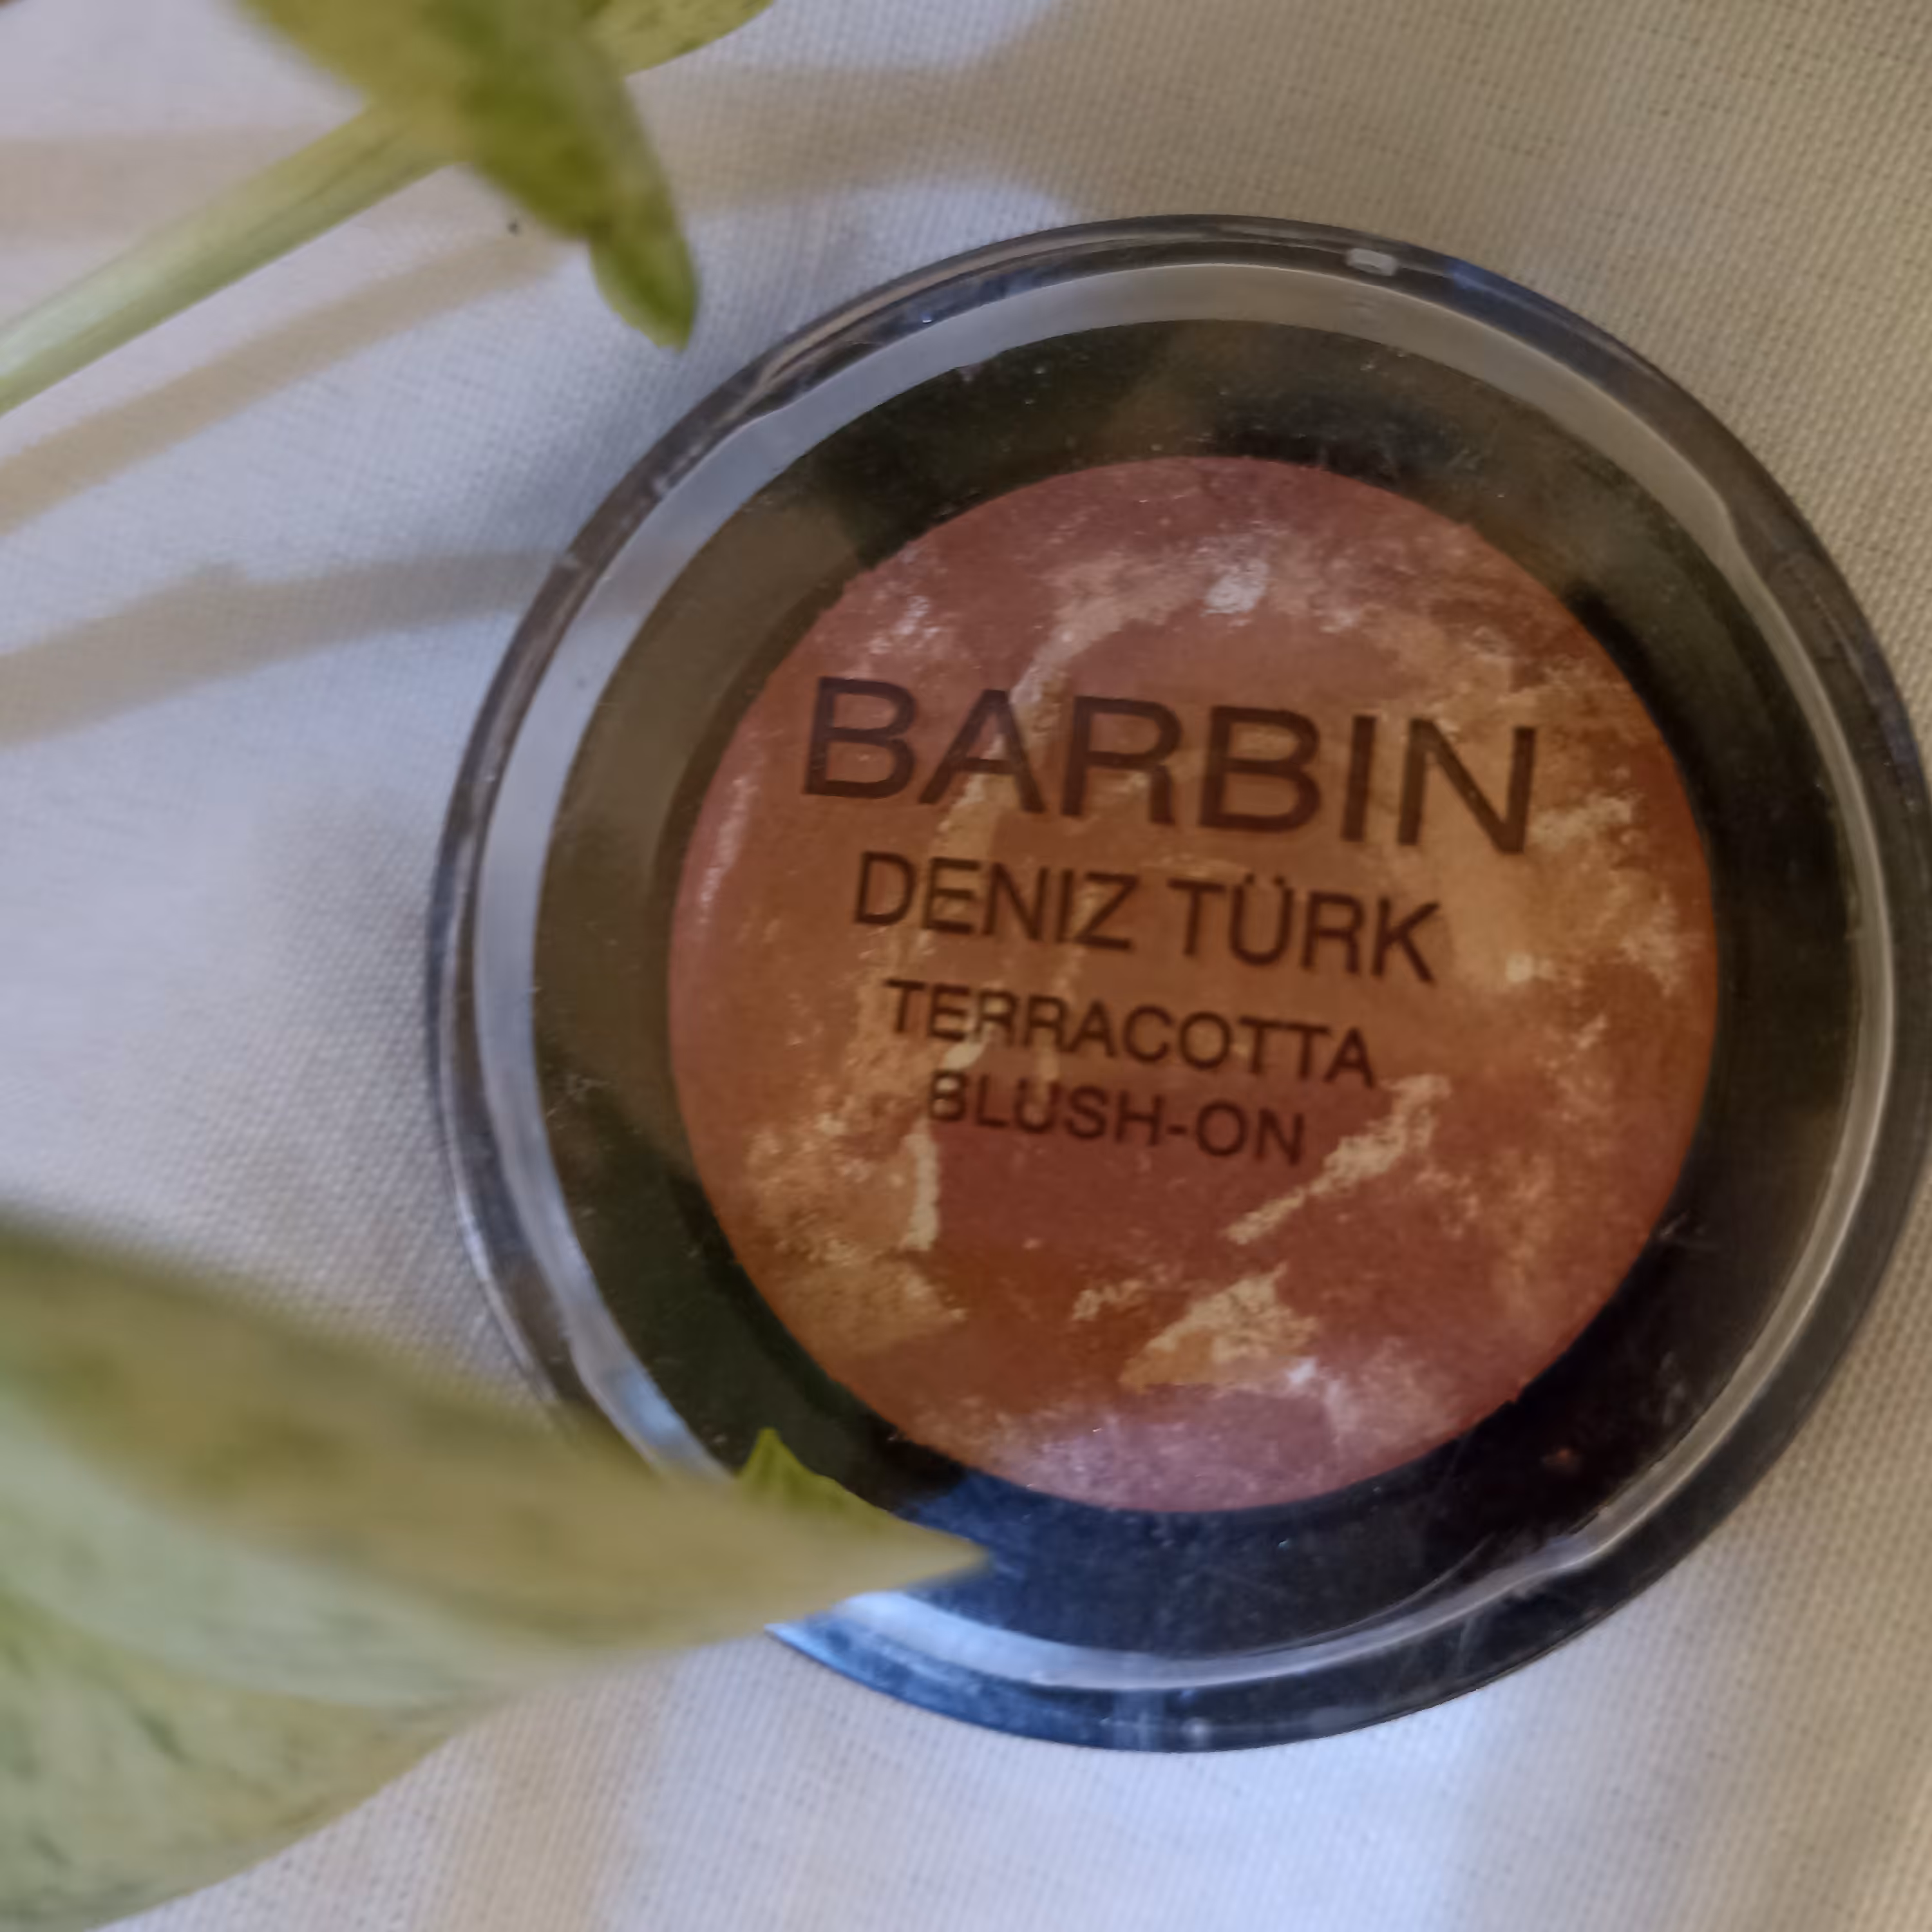 BARBIN
DENIZ TÜRK
TERRACOTTA
BLUSH-ON